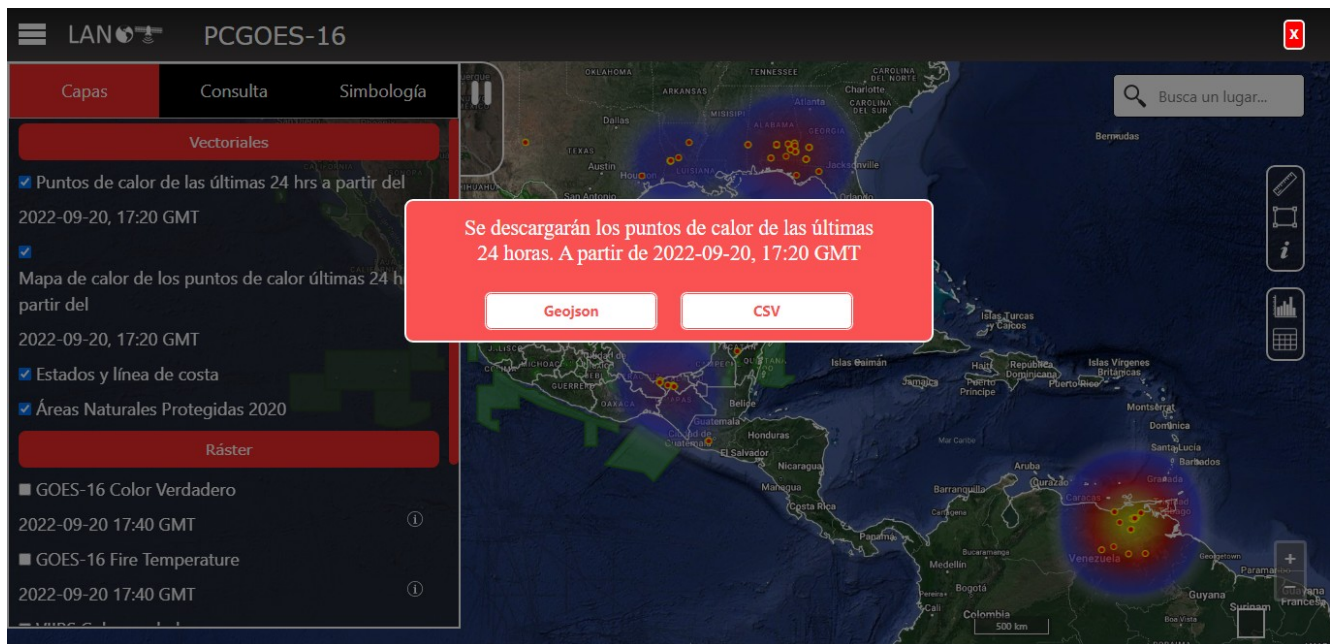 LAN T
PCGOES-16
x
Capas
Consulta
Simbología
Busca un lugar...
Vectoriales
Puntos de calor de las últimas 24 hrs a partir del
2022-09-20, 17:20 GMT
Mapa de calor de los puntos de calor últimas 24 h
partir del
2022-09-20, 17:20 GMT
Estados y línea de costa
Áreas Naturales Protegidas 2020
Ráster
GOES-16 Color Verdadero
2022-09-20 17:40 GMT
GOES-16 Fire Temperature
2022-09-20 17:40 GMT
Se descargarán los puntos de calor de las últimas
24 horas. A partir de 2022-09-20, 17:20 GMT
Geojson
CSV
OKLAHOMA
TENNESSEE
CAROLINA
DEL NORTE
Charlotte
ARKANSAS
Atlanta
CAROLINA
DEL SUR
MISISIPI
Dallas
ALABAMA
GEORGIA
Bermudas
TEXAS
Austin
Houston
LUISIANA
Jacksonville
San Antonio
Orlando
Islas Turcas
y Caicos
Islas Caimán
Haití
República
Dominicana
Islas Vírgenes
Británicas
Jamaica
Puerto
Príncipe
Puerto Rico
JALISCO
MICHOACÁN
GUERRERO
OAXACA
Belice
Montserrat
Guatemala
Ciudad de
Guatemala
Honduras
Dominica
El Salvador
Mar Caribe
Santa Lucía
Nicaragua
Barbados
Aruba
Managua
Curazao
Granada
Barranquilla
Caracas
Costa Rica
Cartagena
Panamá
Bucaramanga
Venezuela
Georgetown
Medellín
Paramaribo
Pereira
Bogotá
Guyana
Guayana
Francesa
Cali
Colombia
Surinam
Boa Vista
500 km
+
−
i